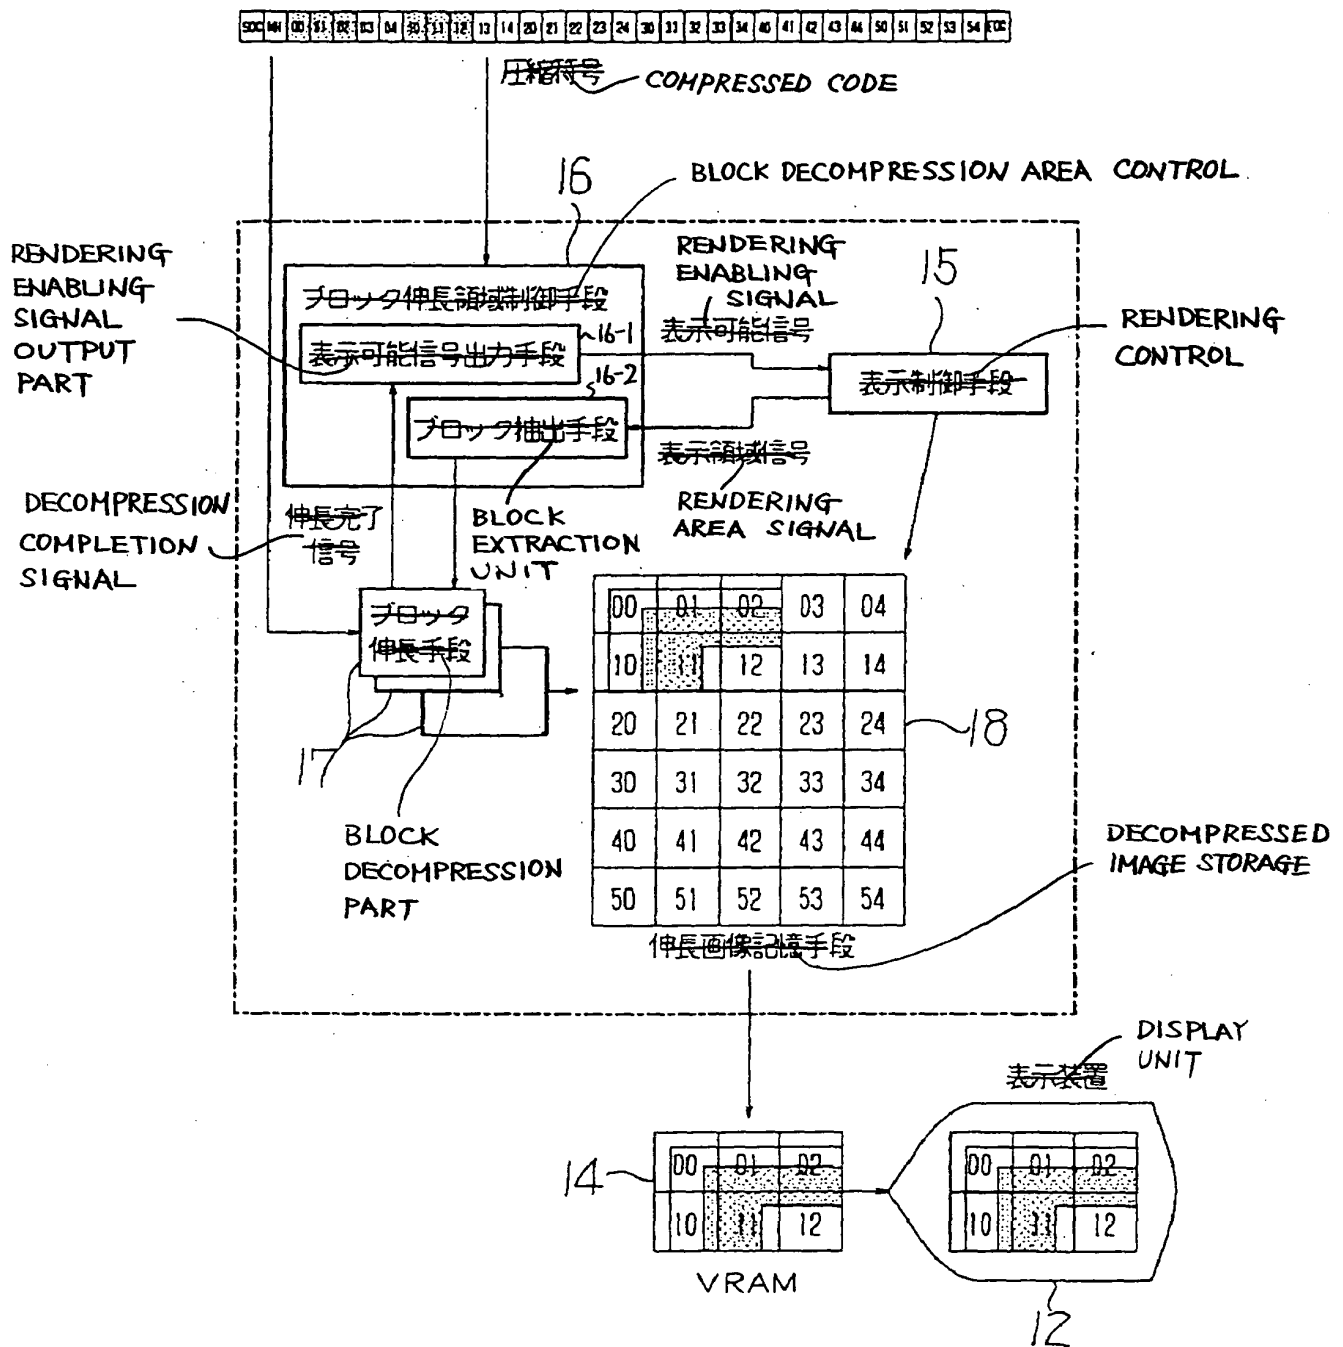 SOC MH 00 01 02 03 04 10 11 12 13 14 20 21 22 23 24 30 31 32 33 34 40 41 42 43 44 50 51 52 53 54 EOC
圧縮符号
COMPRESSED CODE
16
BLOCK DECOMPRESSION AREA CONTROL
RENDERING
ENABLING
SIGNAL
OUTPUT
PART
ブロック伸長領域制御手段
表示可能信号出力手段
16-1
16-2
ブロック抽出手段
RENDERING
ENABLING
SIGNAL
表示可能信号
15
表示制御手段
RENDERING
CONTROL
表示領域信号
RENDERING
AREA SIGNAL
DECOMPRESSION
COMPLETION
SIGNAL
伸長完了
信号
BLOCK
EXTRACTION
UNIT
ブロック
伸長手段
17
BLOCK
DECOMPRESSION
PART
00 01 02 03 04
10 11 12 13 14
20 21 22 23 24
30 31 32 33 34
40 41 42 43 44
50 51 52 53 54
18
DECOMPRESSED
IMAGE STORAGE
伸長画像記憶手段
DISPLAY
UNIT
表示装置
14
00 01 02
10 11 12
VRAM
00 01 02
10 11 12
12